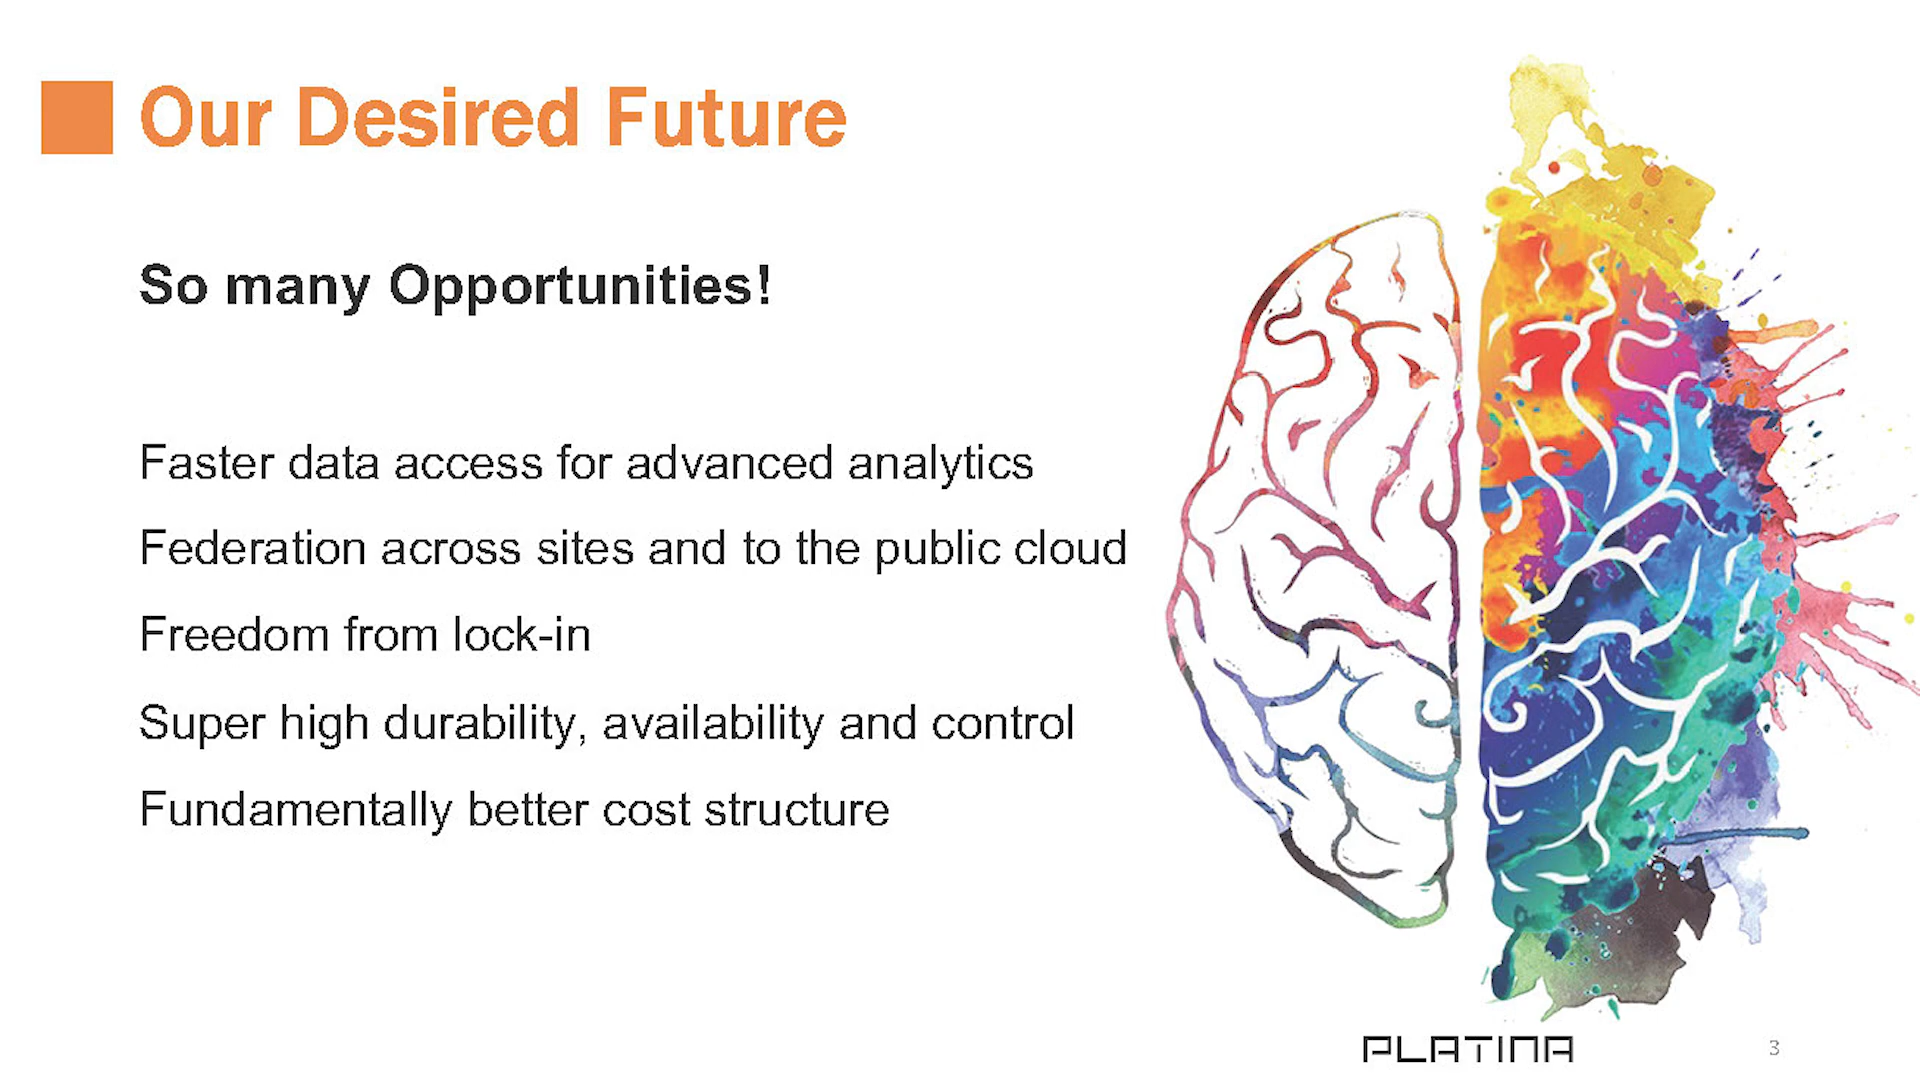 Our Desired Future
So many Opportunities!
Faster data access for advanced analytics
Federation across sites and to the public cloud
Freedom from lock-in
Super high durability, availability and control
Fundamentally better cost structure
PLATINA
3